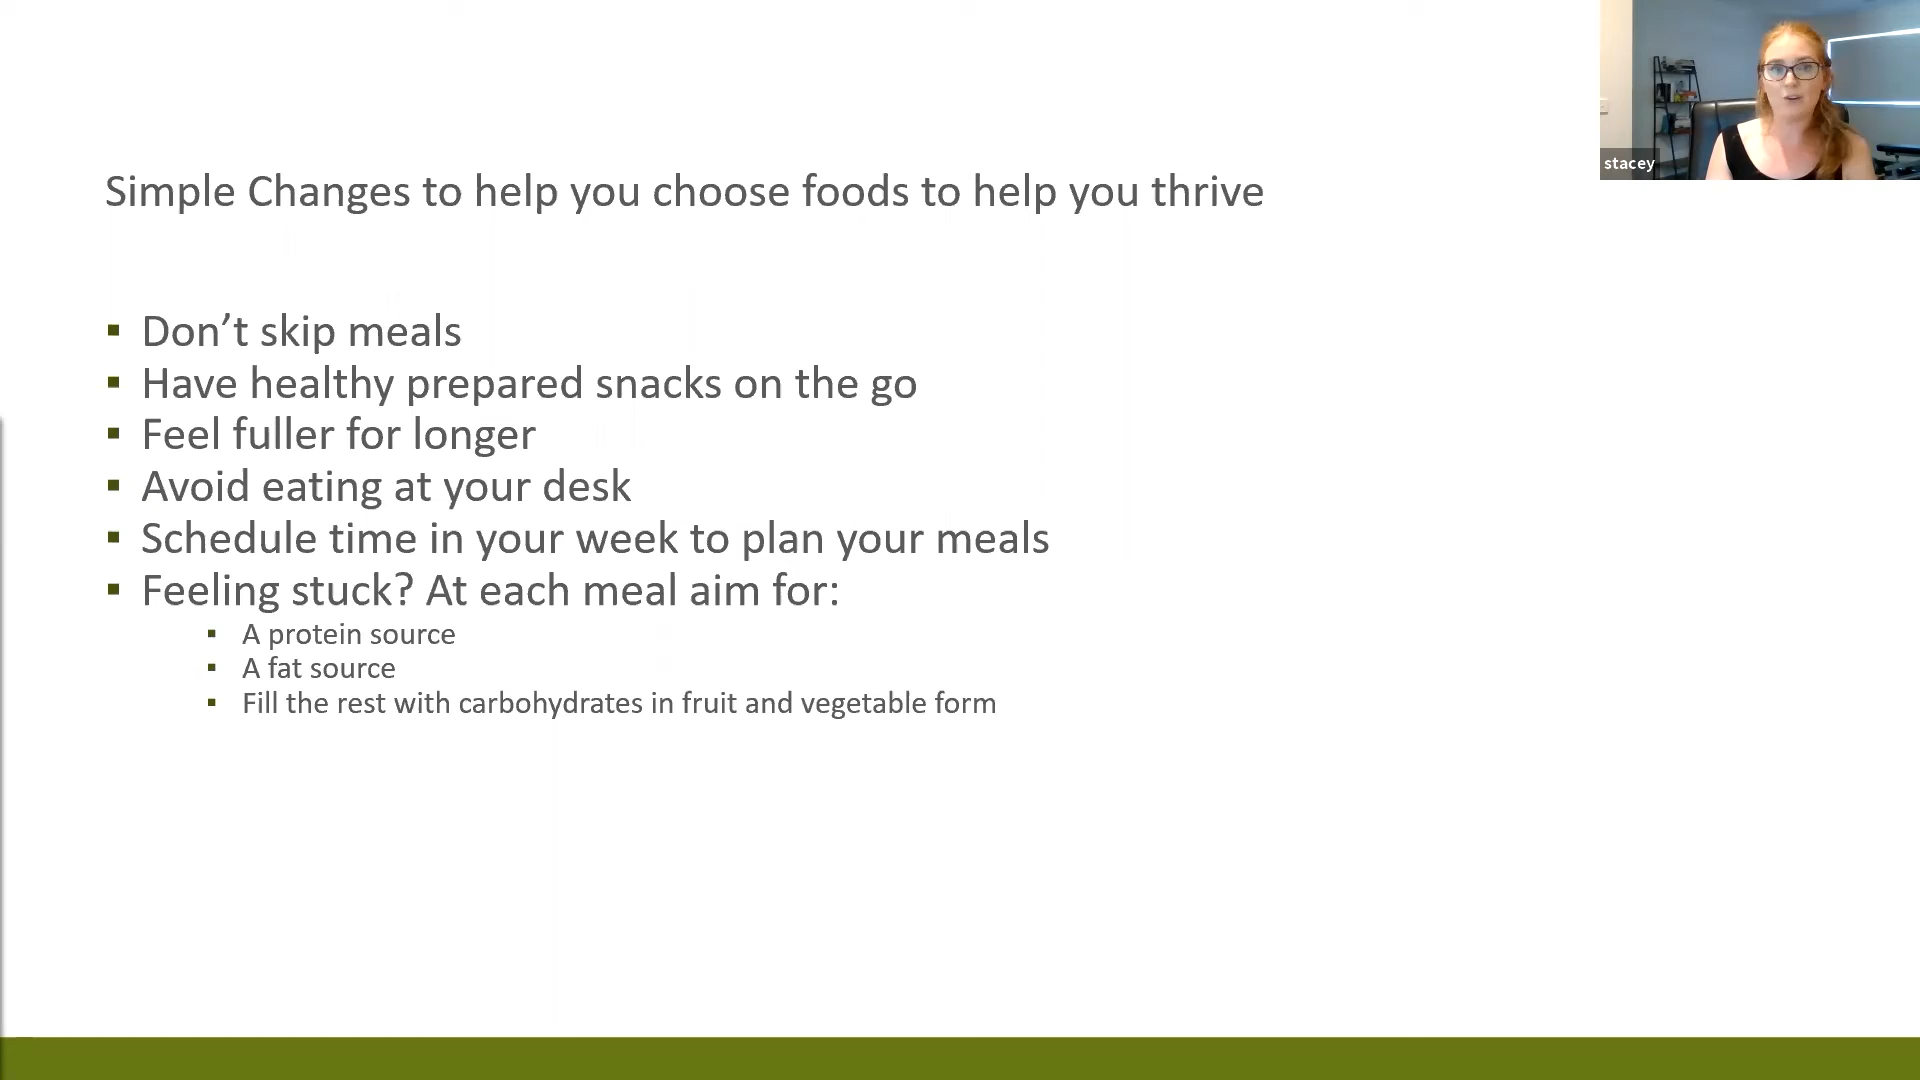 Simple Changes to help you choose foods to help you thrive
Don’t skip meals
Have healthy prepared snacks on the go
Feel fuller for longer
Avoid eating at your desk
Schedule time in your week to plan your meals
Feeling stuck? At each meal aim for:
A protein source
A fat source
Fill the rest with carbohydrates in fruit and vegetable form
stacey